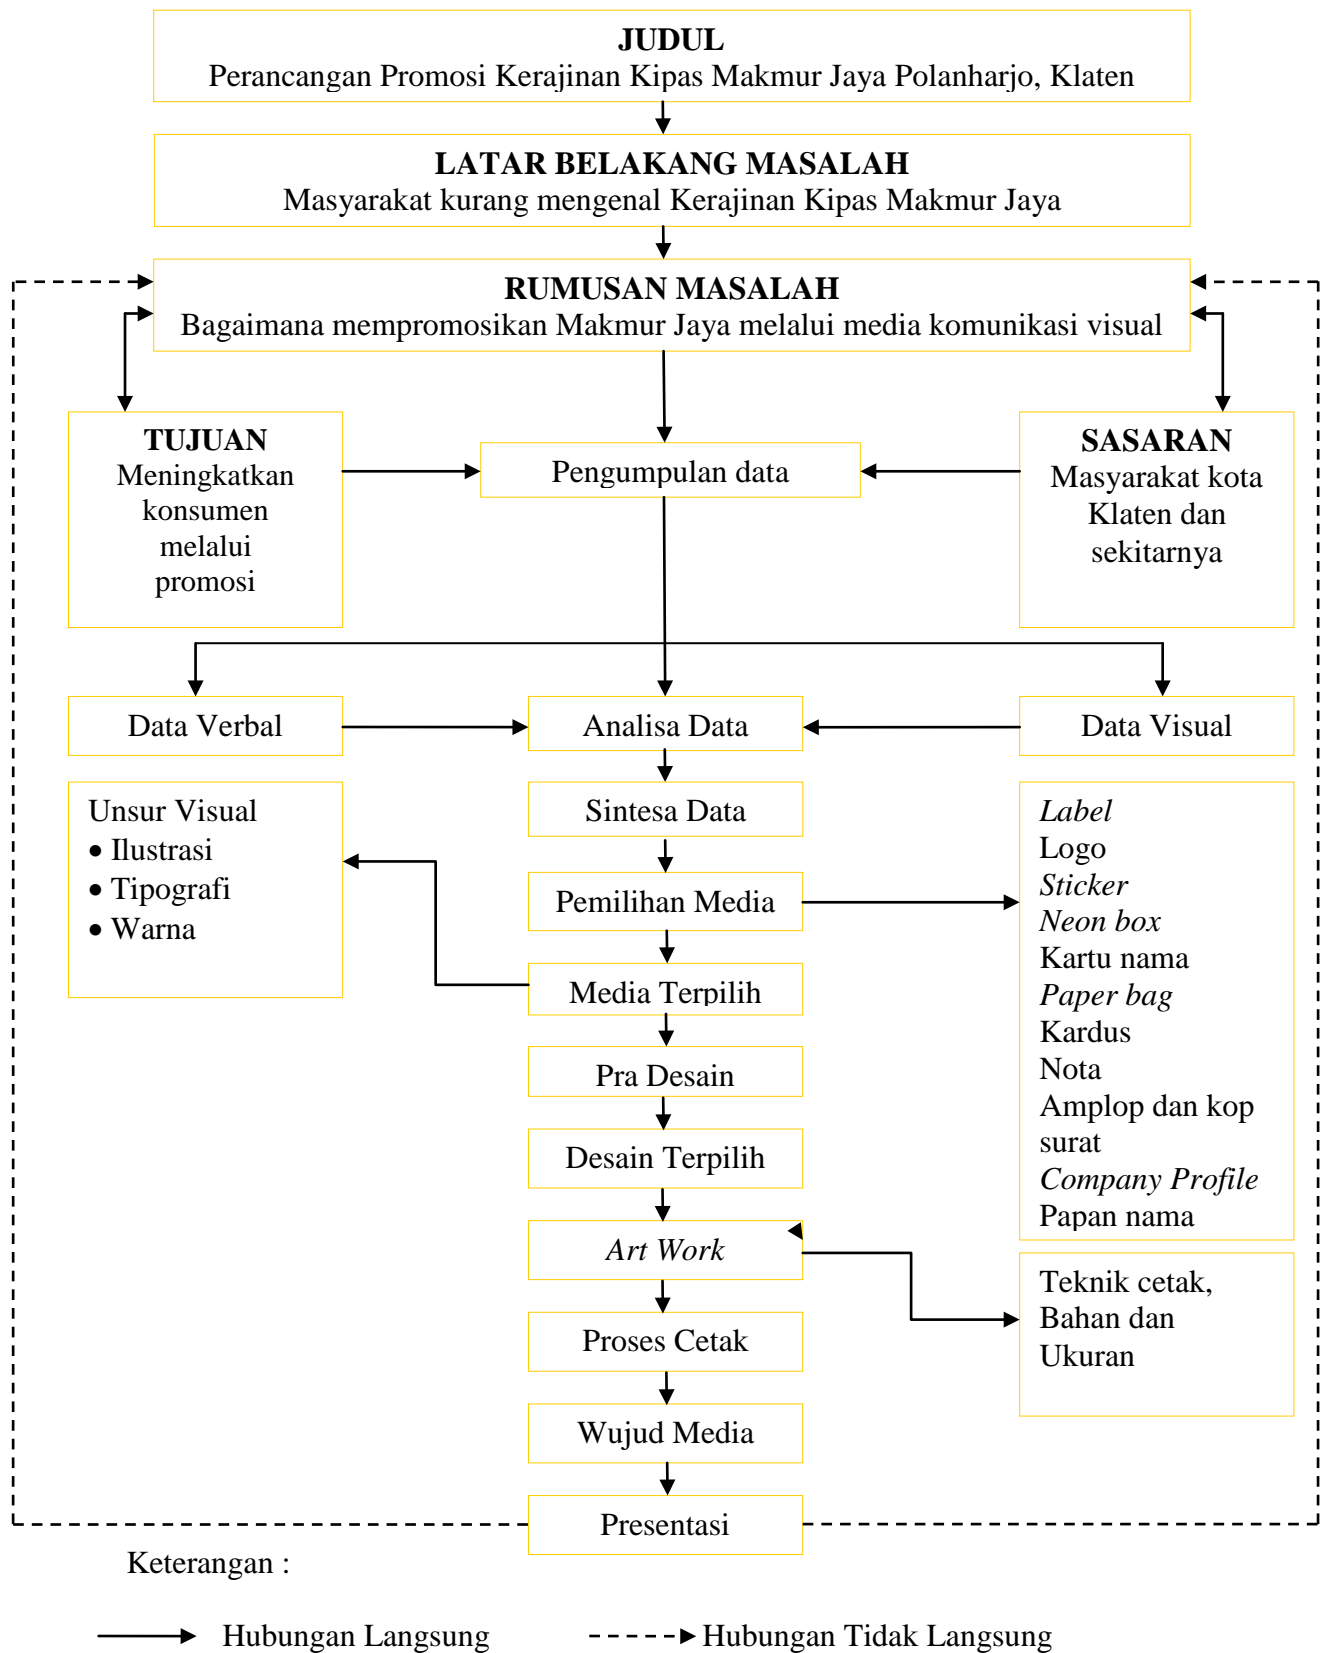 JUDUL
Perancangan Promosi Kerajinan Kipas Makmur Jaya Polanharjo, Klaten
LATAR BELAKANG MASALAH
Masyarakat kurang mengenal Kerajinan Kipas Makmur Jaya
RUMUSAN MASALAH
Bagaimana mempromosikan Makmur Jaya melalui media komunikasi visual
TUJUAN
Meningkatkan
konsumen
melalui
promosi
Pengumpulan data
SASARAN
Masyarakat kota
Klaten dan
sekitarnya
Data Verbal
Analisa Data
Data Visual
Unsur Visual
• Ilustrasi
• Tipografi
• Warna
Sintesa Data
Pemilihan Media
Media Terpilih
Pra Desain
Desain Terpilih
Art Work
Proses Cetak
Wujud Media
Presentasi
Label
Logo
Sticker
Neon box
Kartu nama
Paper bag
Kardus
Nota
Amplop dan kop
surat
Company Profile
Papan nama
Teknik cetak,
Bahan dan
Ukuran
Keterangan :
Hubungan Langsung
Hubungan Tidak Langsung